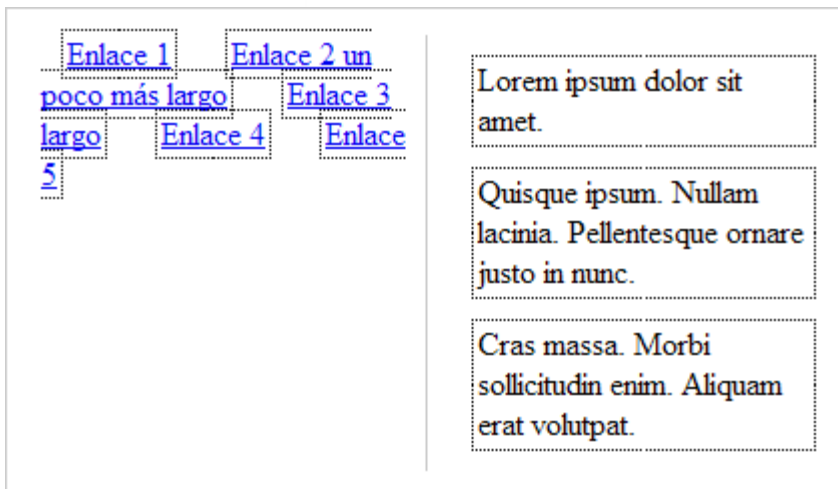 Enlace 1 Enlace 2 un
poco más largo Enlace 3
largo Enlace 4 Enlace
5
Lorem ipsum dolor sit
amet.
Quisque ipsum. Nullam
lacinia. Pellentesque ornare
justo in nunc.
Cras massa. Morbi
sollicitudin enim. Aliquam
erat volutpat.